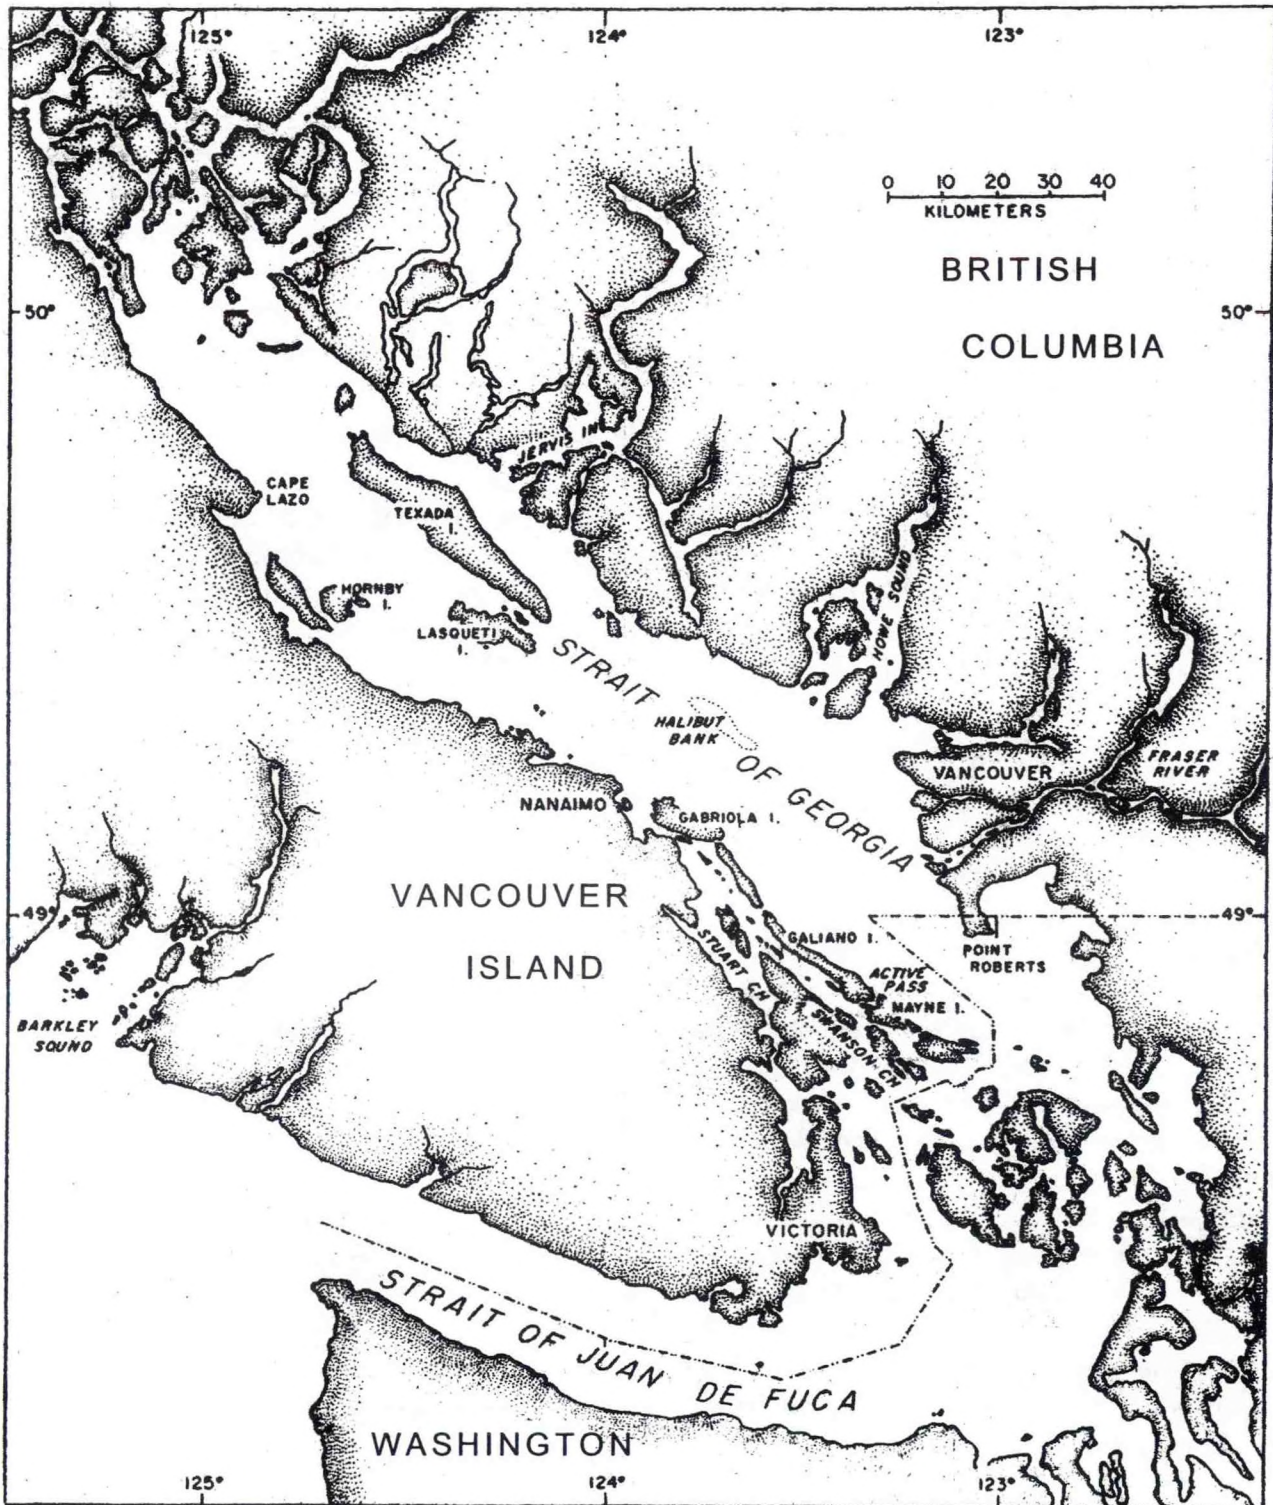 125°
124°
123°
0 10 20 30 40
KILOMETERS
BRITISH
COLUMBIA
50°
50°
JERVIS IN.
CAPE
LAZO
TEXADA
I.
HORNBY
I.
LASQUETI
I.
HOWE SOUND
STRAIT OF GEORGIA
HALIBUT
BANK
VANCOUVER
FRASER
RIVER
NANAIMO
GABRIOLA I.
VANCOUVER
ISLAND
49°
49°
STUART CH
GALIANO I.
POINT
ROBERTS
ACTIVE
PASS
MAYNE I.
SWANSON CH
BARKLEY
SOUND
VICTORIA
STRAIT OF JUAN DE FUCA
WASHINGTON
125°
124°
123°